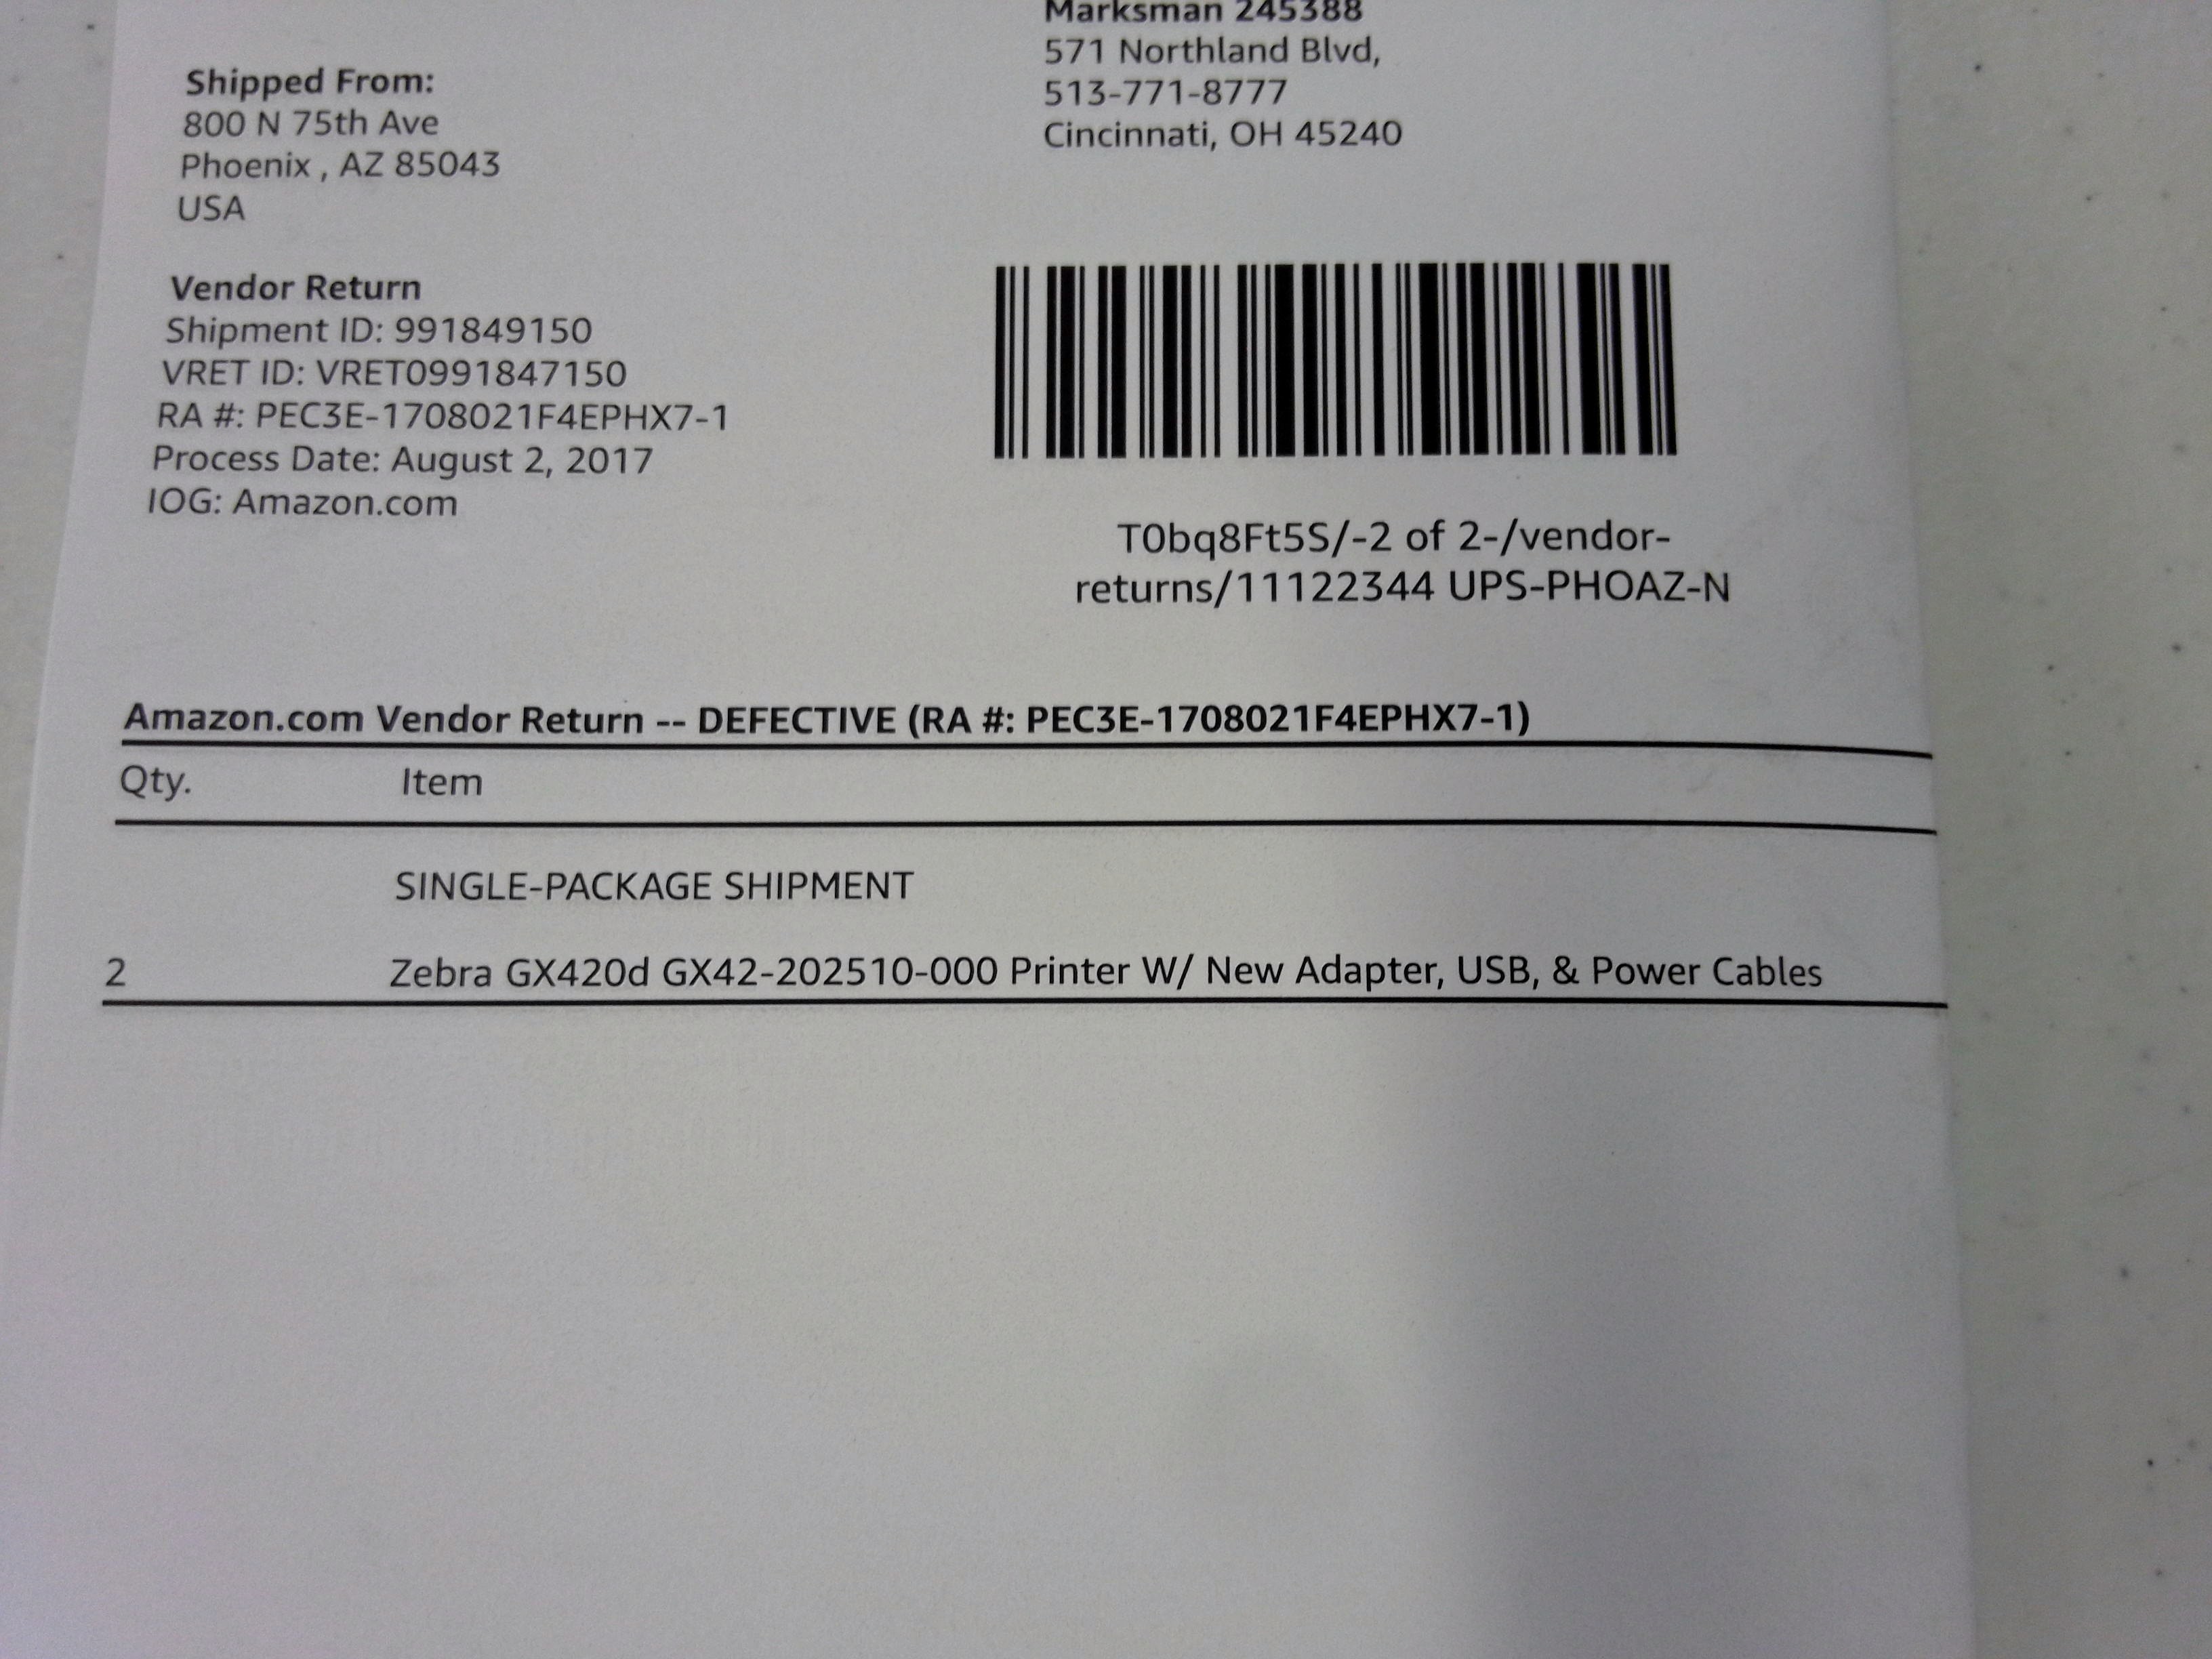 Marksman 245388
571 Northland Blvd,
513-771-8777
Cincinnati, OH 45240
Shipped From:
800 N 75th Ave
Phoenix , AZ 85043
USA
Vendor Return
Shipment ID: 991849150
VRET ID: VRET0991847150
RA #: PEC3E-1708021F4EPHX7-1
Process Date: August 2, 2017
IOG: Amazon.com
T0bq8Ft5S/-2 of 2-/vendor-
returns/11122344 UPS-PHOAZ-N
Amazon.com Vendor Return -- DEFECTIVE (RA #: PEC3E-1708021F4EPHX7-1)
Qty. Item
SINGLE-PACKAGE SHIPMENT
2 Zebra GX420d GX42-202510-000 Printer W/ New Adapter, USB, & Power Cables